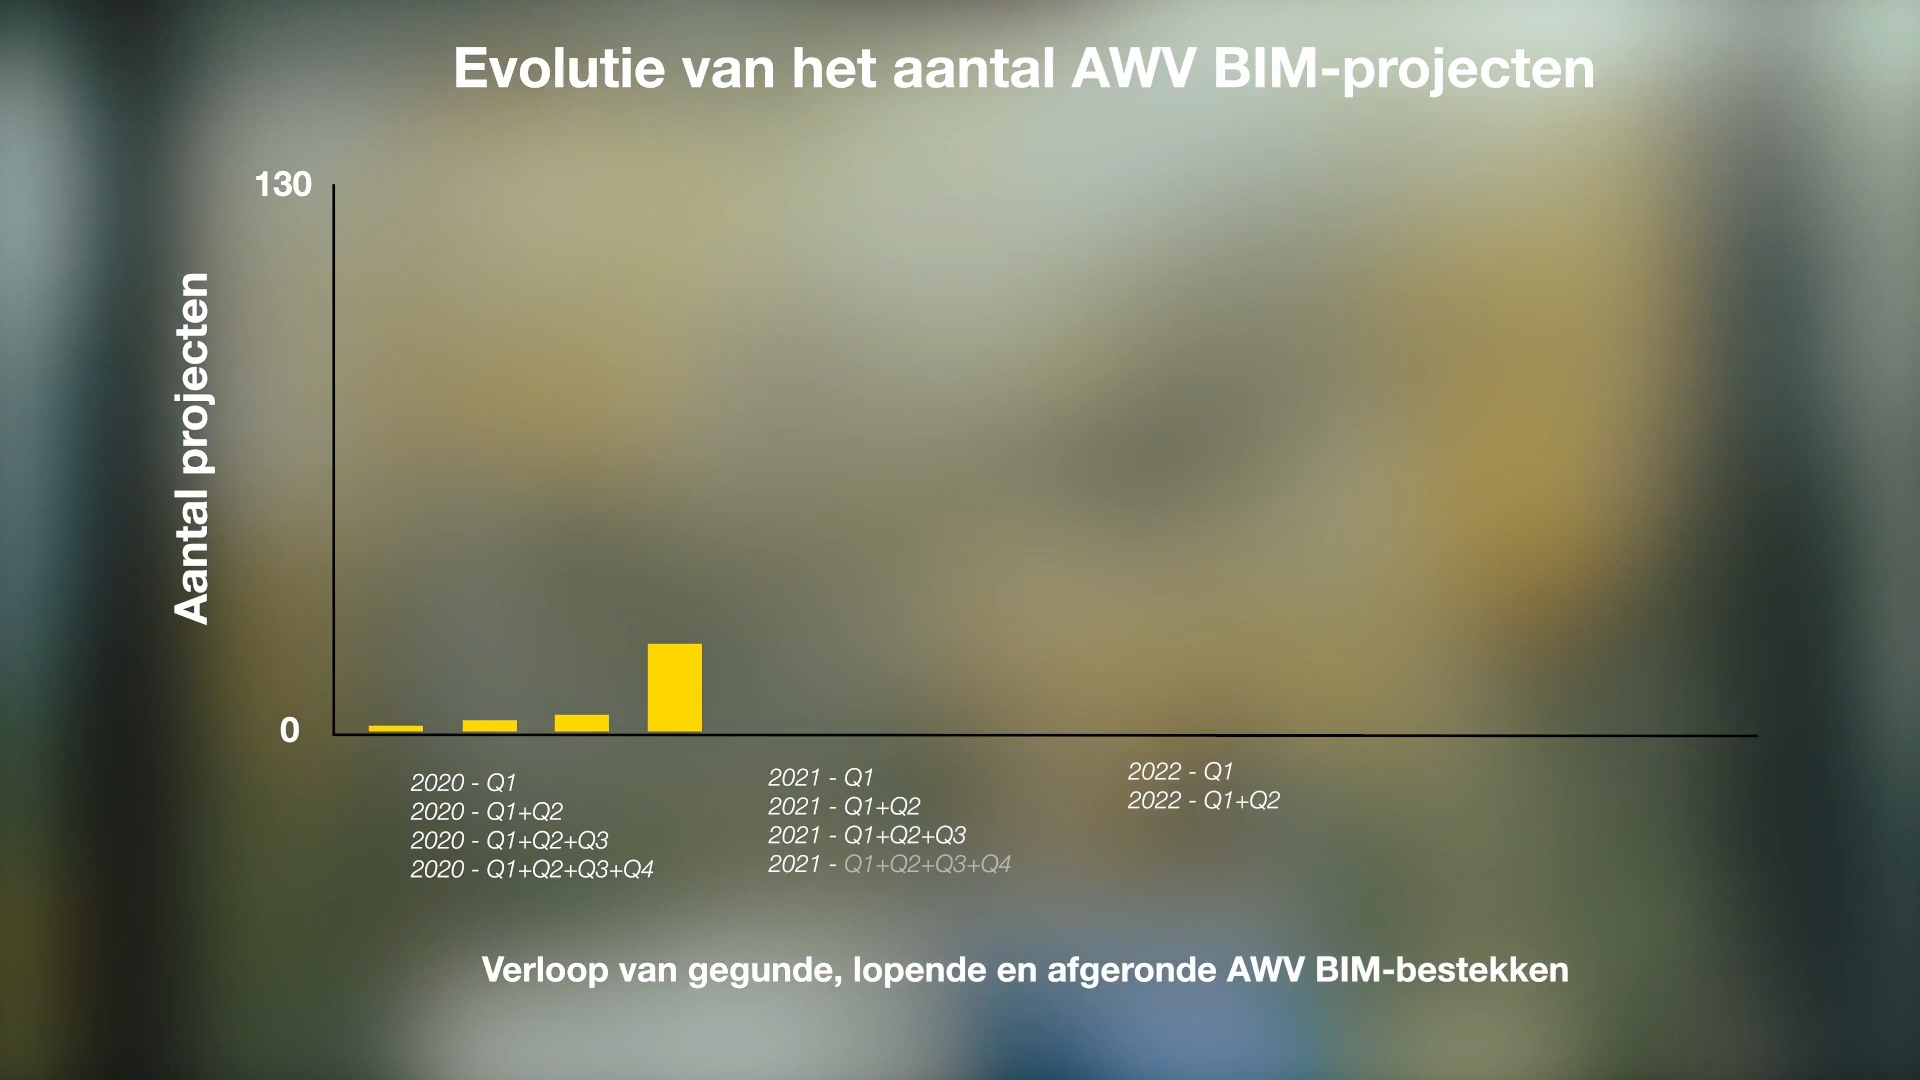 Evolutie van het aantal AWV BIM-projecten
130
Aantal projecten
0
2020 - Q1
2020 - Q1+Q2
2020 - Q1+Q2+Q3
2020 - Q1+Q2+Q3+Q4
2021 - Q1
2021 - Q1+Q2
2021 - Q1+Q2+Q3
2021 - Q1+Q2+Q3+Q4
2022 - Q1
2022 - Q1+Q2
Verloop van gegunde, lopende en afgeronde AWV BIM-bestekken